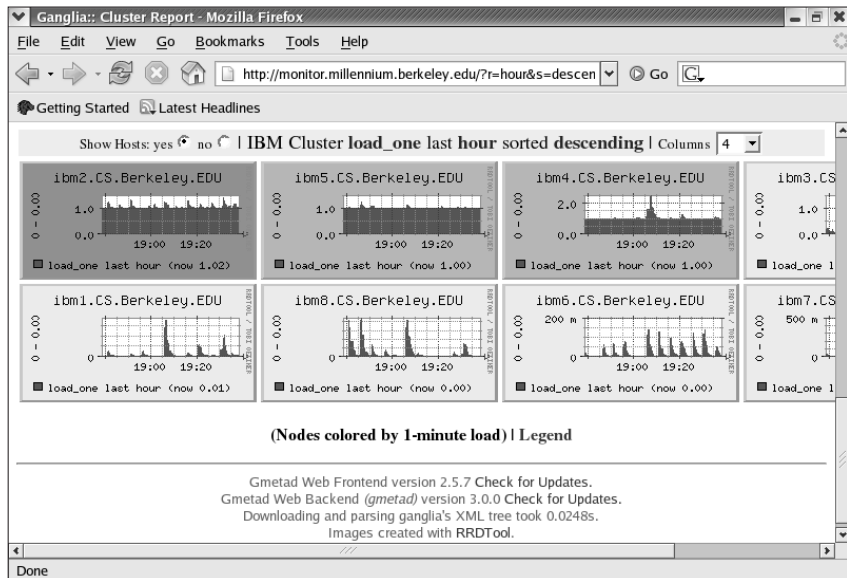 Ganglia:: Cluster Report - Mozilla Firefox
File Edit View Go Bookmarks Tools Help
http://monitor.millennium.berkeley.edu/?r=hour&s=descen Go G
Getting Started Latest Headlines
Show Hosts: yes no | IBM Cluster load_one last hour sorted descending | Columns 4
ibm2.CS.Berkeley.EDU ibm5.CS.Berkeley.EDU ibm4.CS.Berkeley.EDU ibm3.CS
1.0 1.0 2.0 1.0
0.0 0.0 0.0 0.0
19:00 19:20 19:00 19:20 19:00 19:20
load_one last hour (now 1.02) load_one last hour (now 1.00) load_one last hour (now 1.00) load_
ibm1.CS.Berkeley.EDU ibm8.CS.Berkeley.EDU ibm6.CS.Berkeley.EDU ibm7.CS
200 m 500 m
0 0 0 0
19:00 19:20 19:00 19:20 19:00 19:20
load_one last hour (now 0.01) load_one last hour (now 0.00) load_one last hour (now 0.00) load_
(Nodes colored by 1-minute load) | Legend
Gmetad Web Frontend version 2.5.7 Check for Updates.
Gmetad Web Backend (gmetad) version 3.0.0 Check for Updates.
Downloading and parsing ganglia's XML tree took 0.0248s.
Images created with RRDTool.
Done